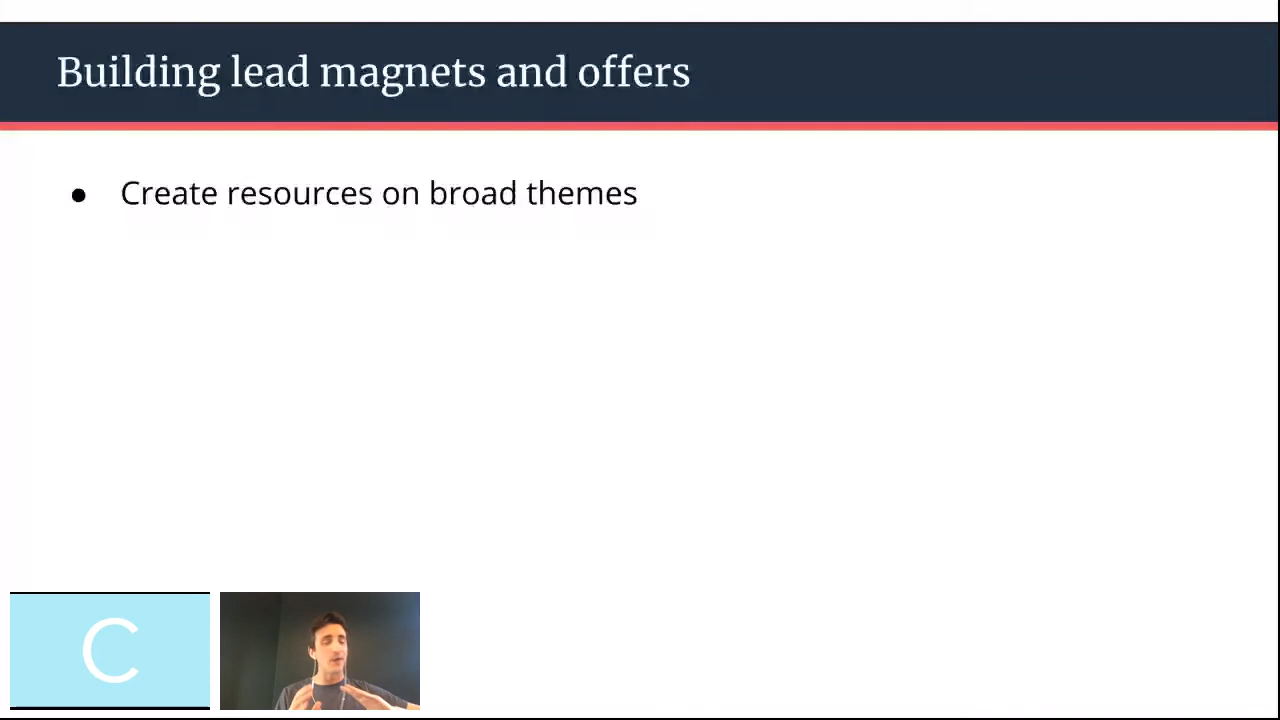 Building lead magnets and offers
● Create resources on broad themes
C